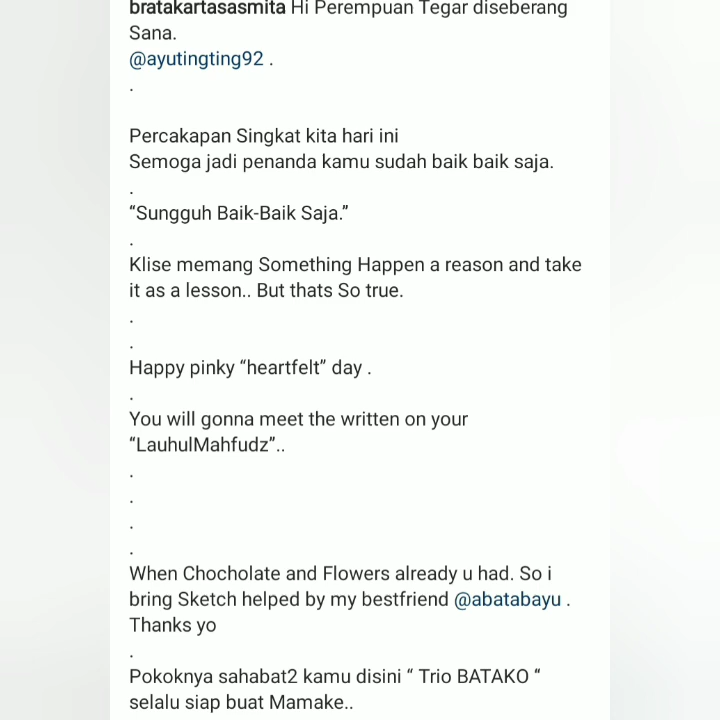 bratakartasasmita Hi Perempuan Tegar diseberang
Sana.
@ayutingting92 .
.
Percakapan Singkat kita hari ini
Semoga jadi penanda kamu sudah baik baik saja.
.
“Sungguh Baik-Baik Saja.”
.
Klise memang Something Happen a reason and take
it as a lesson.. But thats So true.
.
.
Happy pinky “heartfelt” day .
.
You will gonna meet the written on your
“LauhulMahfudz”..
.
.
.
.
When Chocholate and Flowers already u had. So i
bring Sketch helped by my bestfriend @abatabayu .
Thanks yo
.
Pokoknya sahabat2 kamu disini “ Trio BATAKO “
selalu siap buat Mamake..